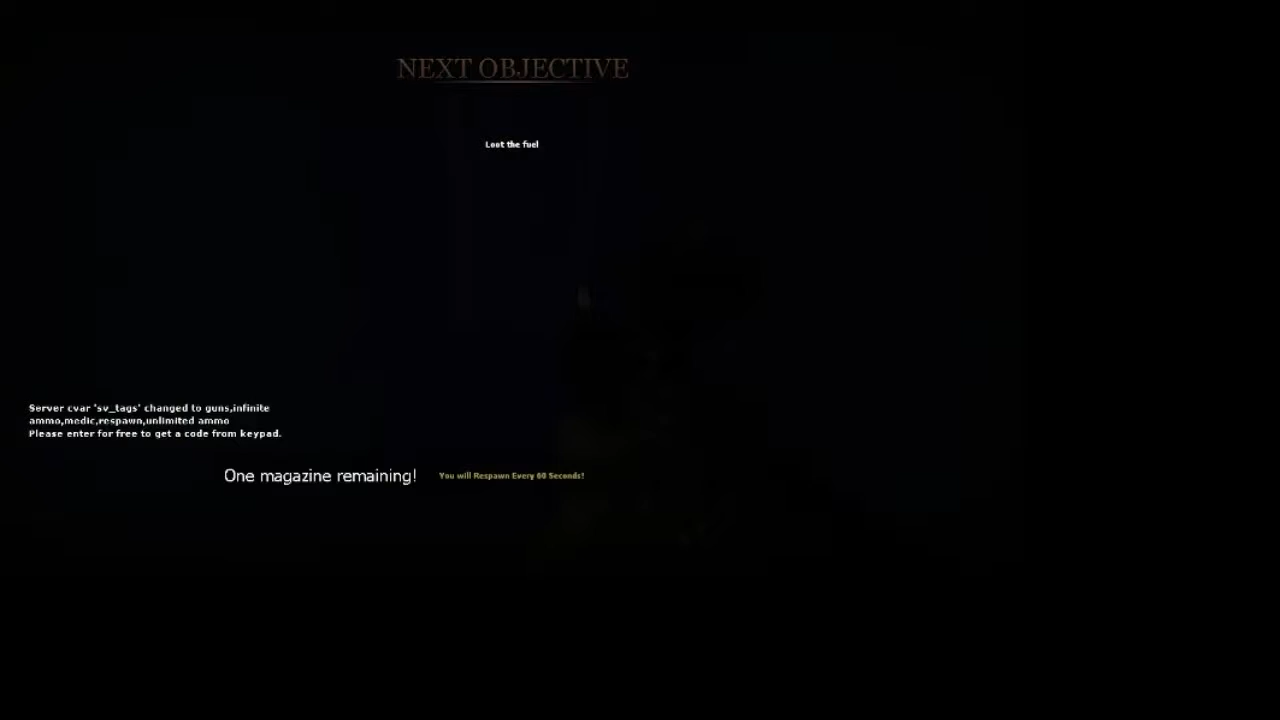 NEXT OBJECTIVE
Loot the fuel
Server cvar 'sv_tags' changed to guns,infinite
ammo,medic,respawn,unlimited ammo
Please enter for free to get a code from keypad.
One magazine remaining!
You will Respawn Every 60 Seconds!